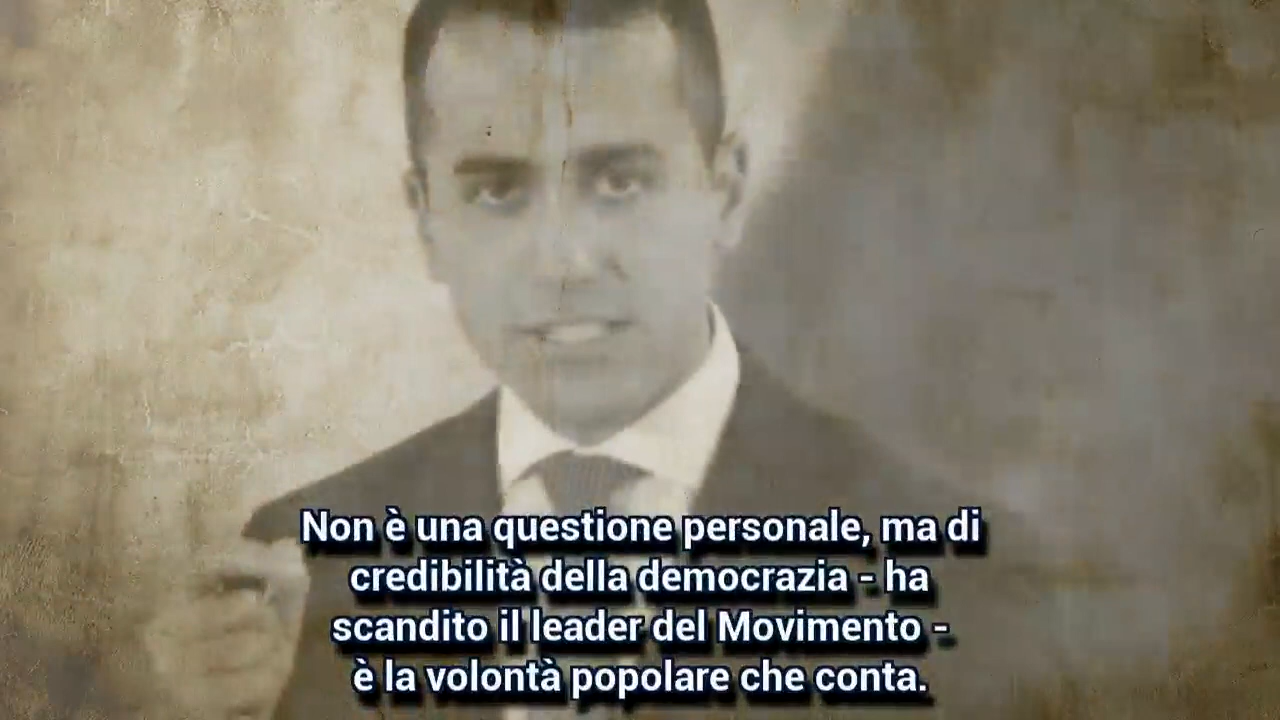 Non è una questione personale, ma di
credibilità della democrazia - ha
scandito il leader del Movimento -
è la volontà popolare che conta.